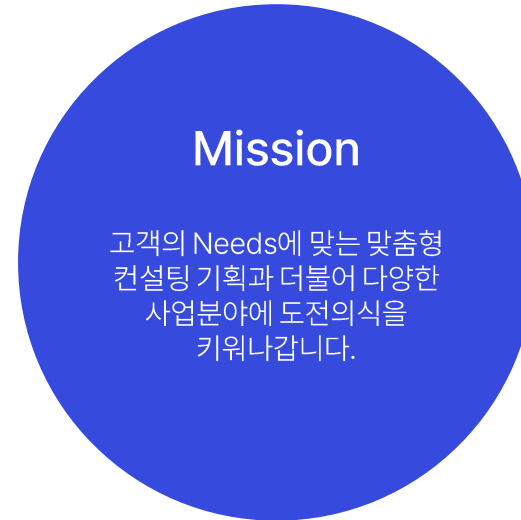 Mission
고객의 Needs에 맞는 맞춤형
컨설팅 기획과 더불어 다양한
사업분야에 도전의식을
키워나갑니다.